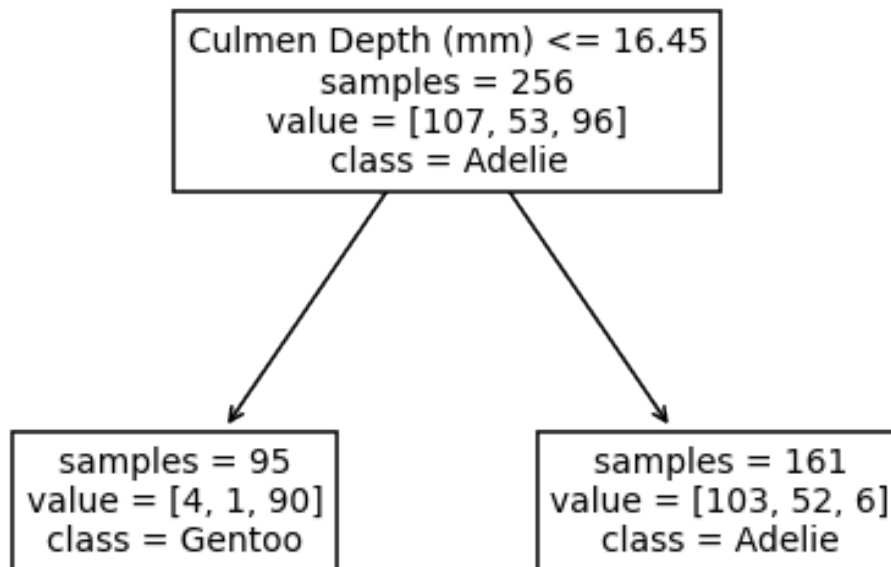 Culmen Depth (mm) <= 16.45
samples = 256
value = [107, 53, 96]
class = Adelie
samples = 95
value = [4, 1, 90]
class = Gentoo
samples = 161
value = [103, 52, 6]
class = Adelie